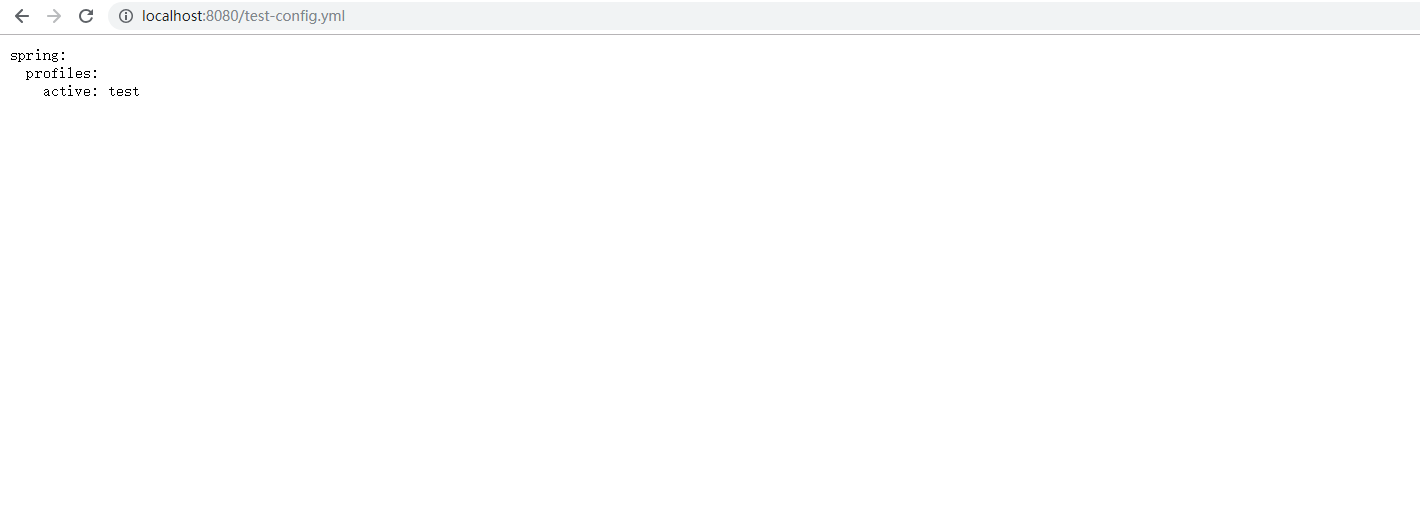 localhost:8080/test-config.yml
spring:
  profiles:
    active: test